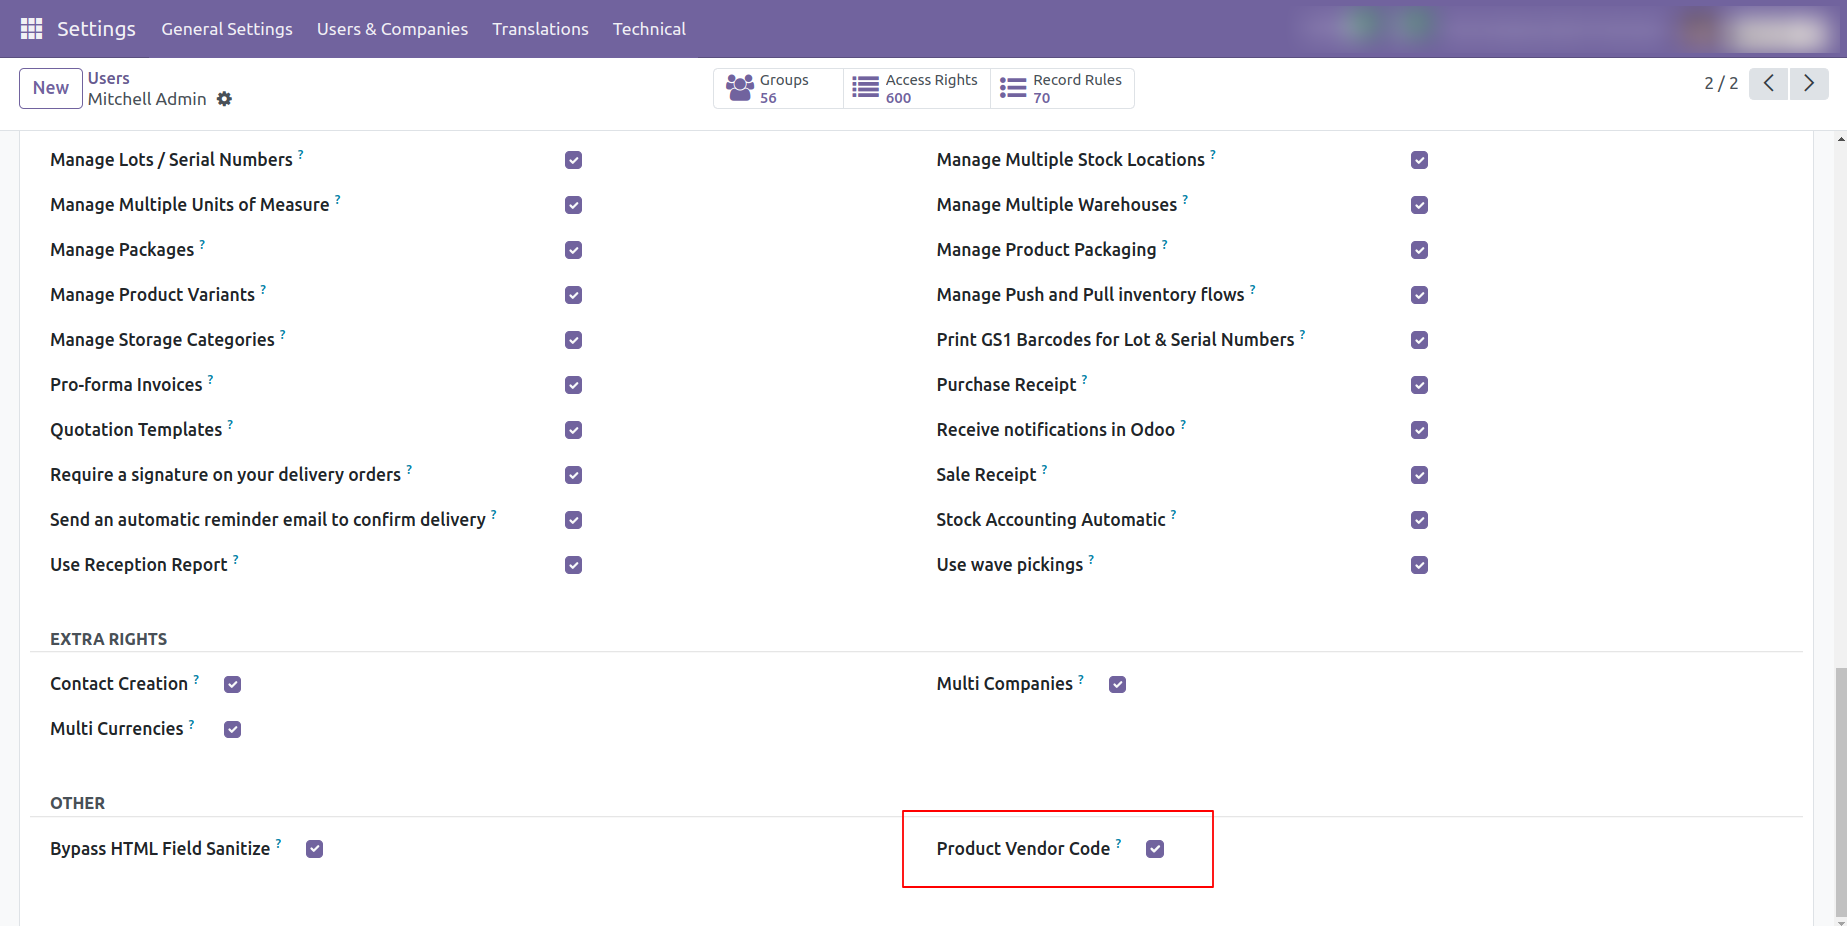 Settings General Settings Users & Companies Translations Technical
New
Users
Mitchell Admin
Groups
56
Access Rights
600
Record Rules
70
2 / 2
Manage Lots / Serial Numbers ?
Manage Multiple Stock Locations ?
Manage Multiple Units of Measure ?
Manage Multiple Warehouses ?
Manage Packages ?
Manage Product Packaging ?
Manage Product Variants ?
Manage Push and Pull inventory flows ?
Manage Storage Categories ?
Print GS1 Barcodes for Lot & Serial Numbers ?
Pro-forma Invoices ?
Purchase Receipt ?
Quotation Templates ?
Receive notifications in Odoo ?
Require a signature on your delivery orders ?
Sale Receipt ?
Send an automatic reminder email to confirm delivery ?
Stock Accounting Automatic ?
Use Reception Report ?
Use wave pickings ?
EXTRA RIGHTS
Contact Creation ?
Multi Companies ?
Multi Currencies ?
OTHER
Bypass HTML Field Sanitize ?
Product Vendor Code ?